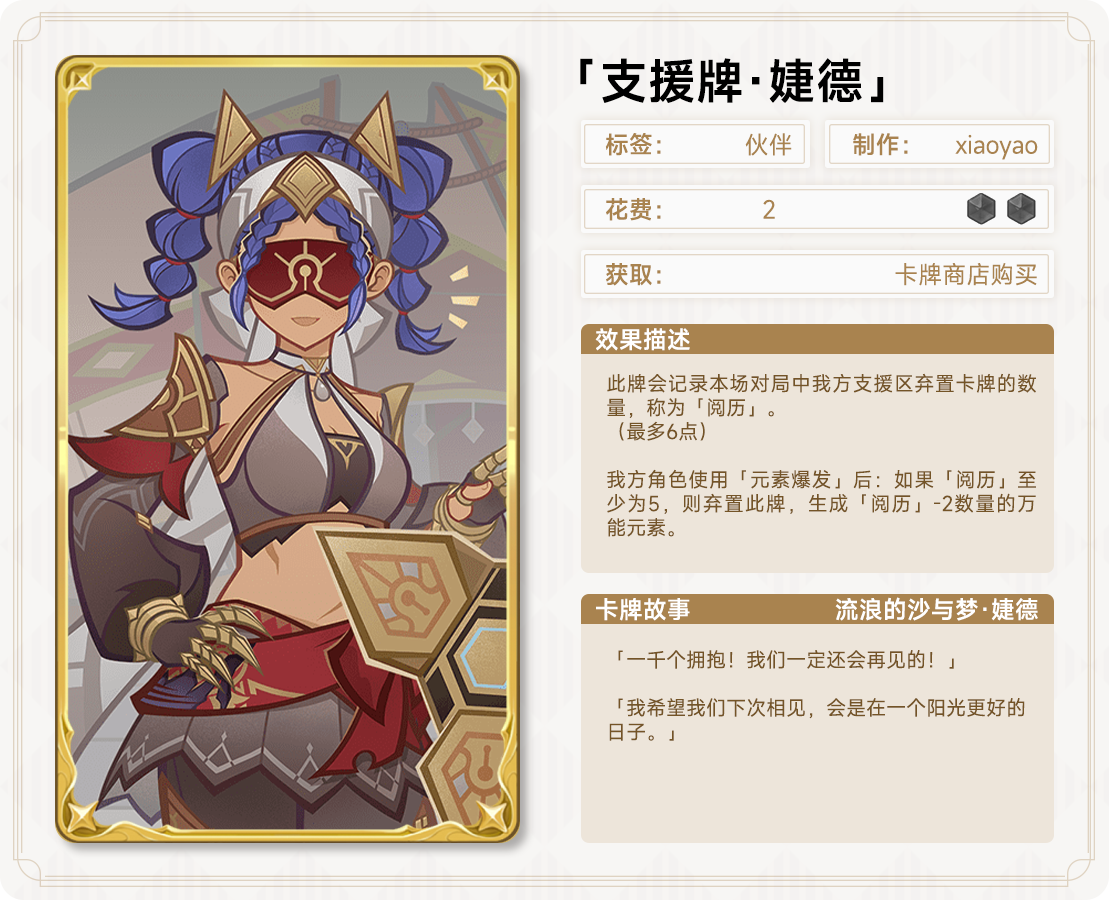 「支援牌·婕德」
标签： 伙伴 制作： xiaoyao
花费： 2
获取： 卡牌商店购买
效果描述
此牌会记录本场对局中我方支援区弃置卡牌的数
量，称为「阅历」。
（最多6点）
我方角色使用「元素爆发」后：如果「阅历」至
少为5，则弃置此牌，生成「阅历」-2数量的万
能元素。
卡牌故事 流浪的沙与梦·婕德
「一千个拥抱！我们一定还会再见的！」
「我希望我们下次相见，会是在一个阳光更好的
日子。」